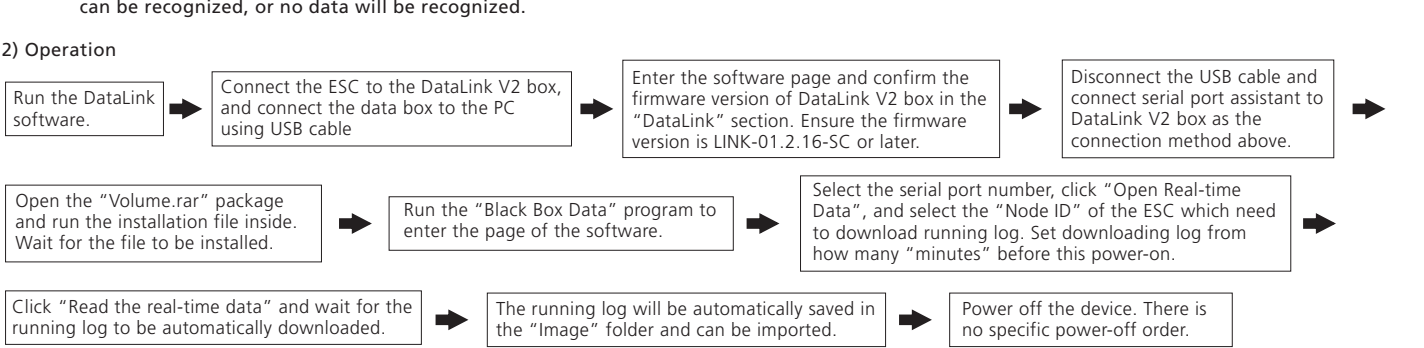 can be recognized, or no data will be recognized.
2) Operation
Run the DataLink
software.
Connect the ESC to the DataLink V2 box,
and connect the data box to the PC
using USB cable
Enter the software page and confirm the
firmware version of DataLink V2 box in the
“DataLink” section. Ensure the firmware
version is LINK-01.2.16-SC or later.
Disconnect the USB cable and
connect serial port assistant to
DataLink V2 box as the
connection method above.
Open the “Volume.rar” package
and run the installation file inside.
Wait for the file to be installed.
Run the “Black Box Data” program to
enter the page of the software.
Select the serial port number, click “Open Real-time
Data”, and select the “Node ID” of the ESC which need
to download running log. Set downloading log from
how many “minutes” before this power-on.
Click “Read the real-time data” and wait for the
running log to be automatically downloaded.
The running log will be automatically saved in
the “Image” folder and can be imported.
Power off the device. There is
no specific power-off order.